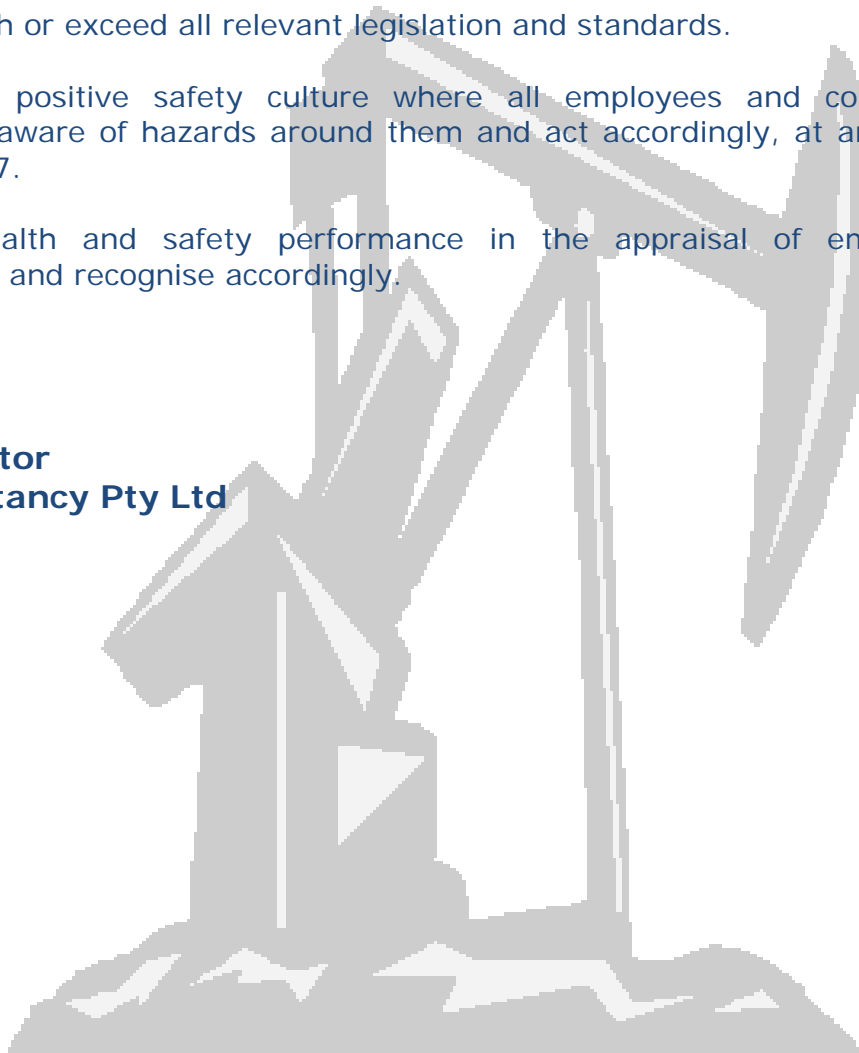 h or exceed all relevant legislation and standards.
positive safety culture where all employees and co
aware of hazards around them and act accordingly, at a
7.
alth and safety performance in the appraisal of e
and recognise accordingly.
tor
tancy Pty Ltd